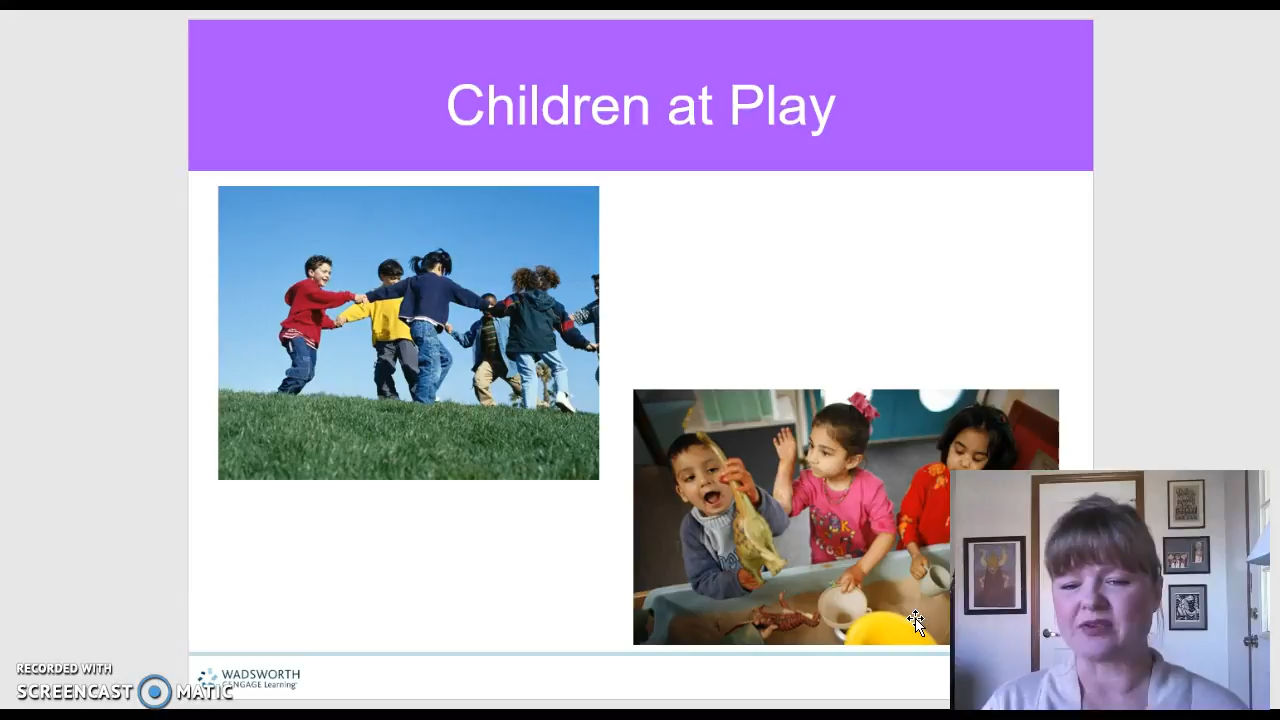 Children at Play
WADSWORTH
CENGAGE Learning
RECORDED WITH
SCREENCAST MATIC